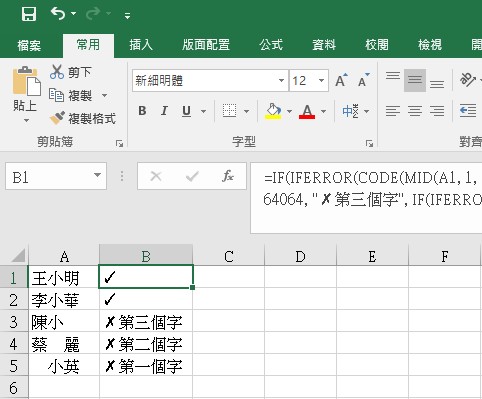 檔案 常用 插入 版面配置 公式 資料 校閱 檢視
剪下
複製
貼上
複製格式
新細明體 12
B I U
剪貼簿 字型
B1 fx =IF(IFERROR(CODE(MID(A1, 1,
64064, "✗第三個字", IF(IFERRO
A B C D E F
1 王小明 ✓
2 李小華 ✓
3 陳小 ✗第三個字
4 蔡　麗 ✗第二個字
5 　小英 ✗第一個字
6